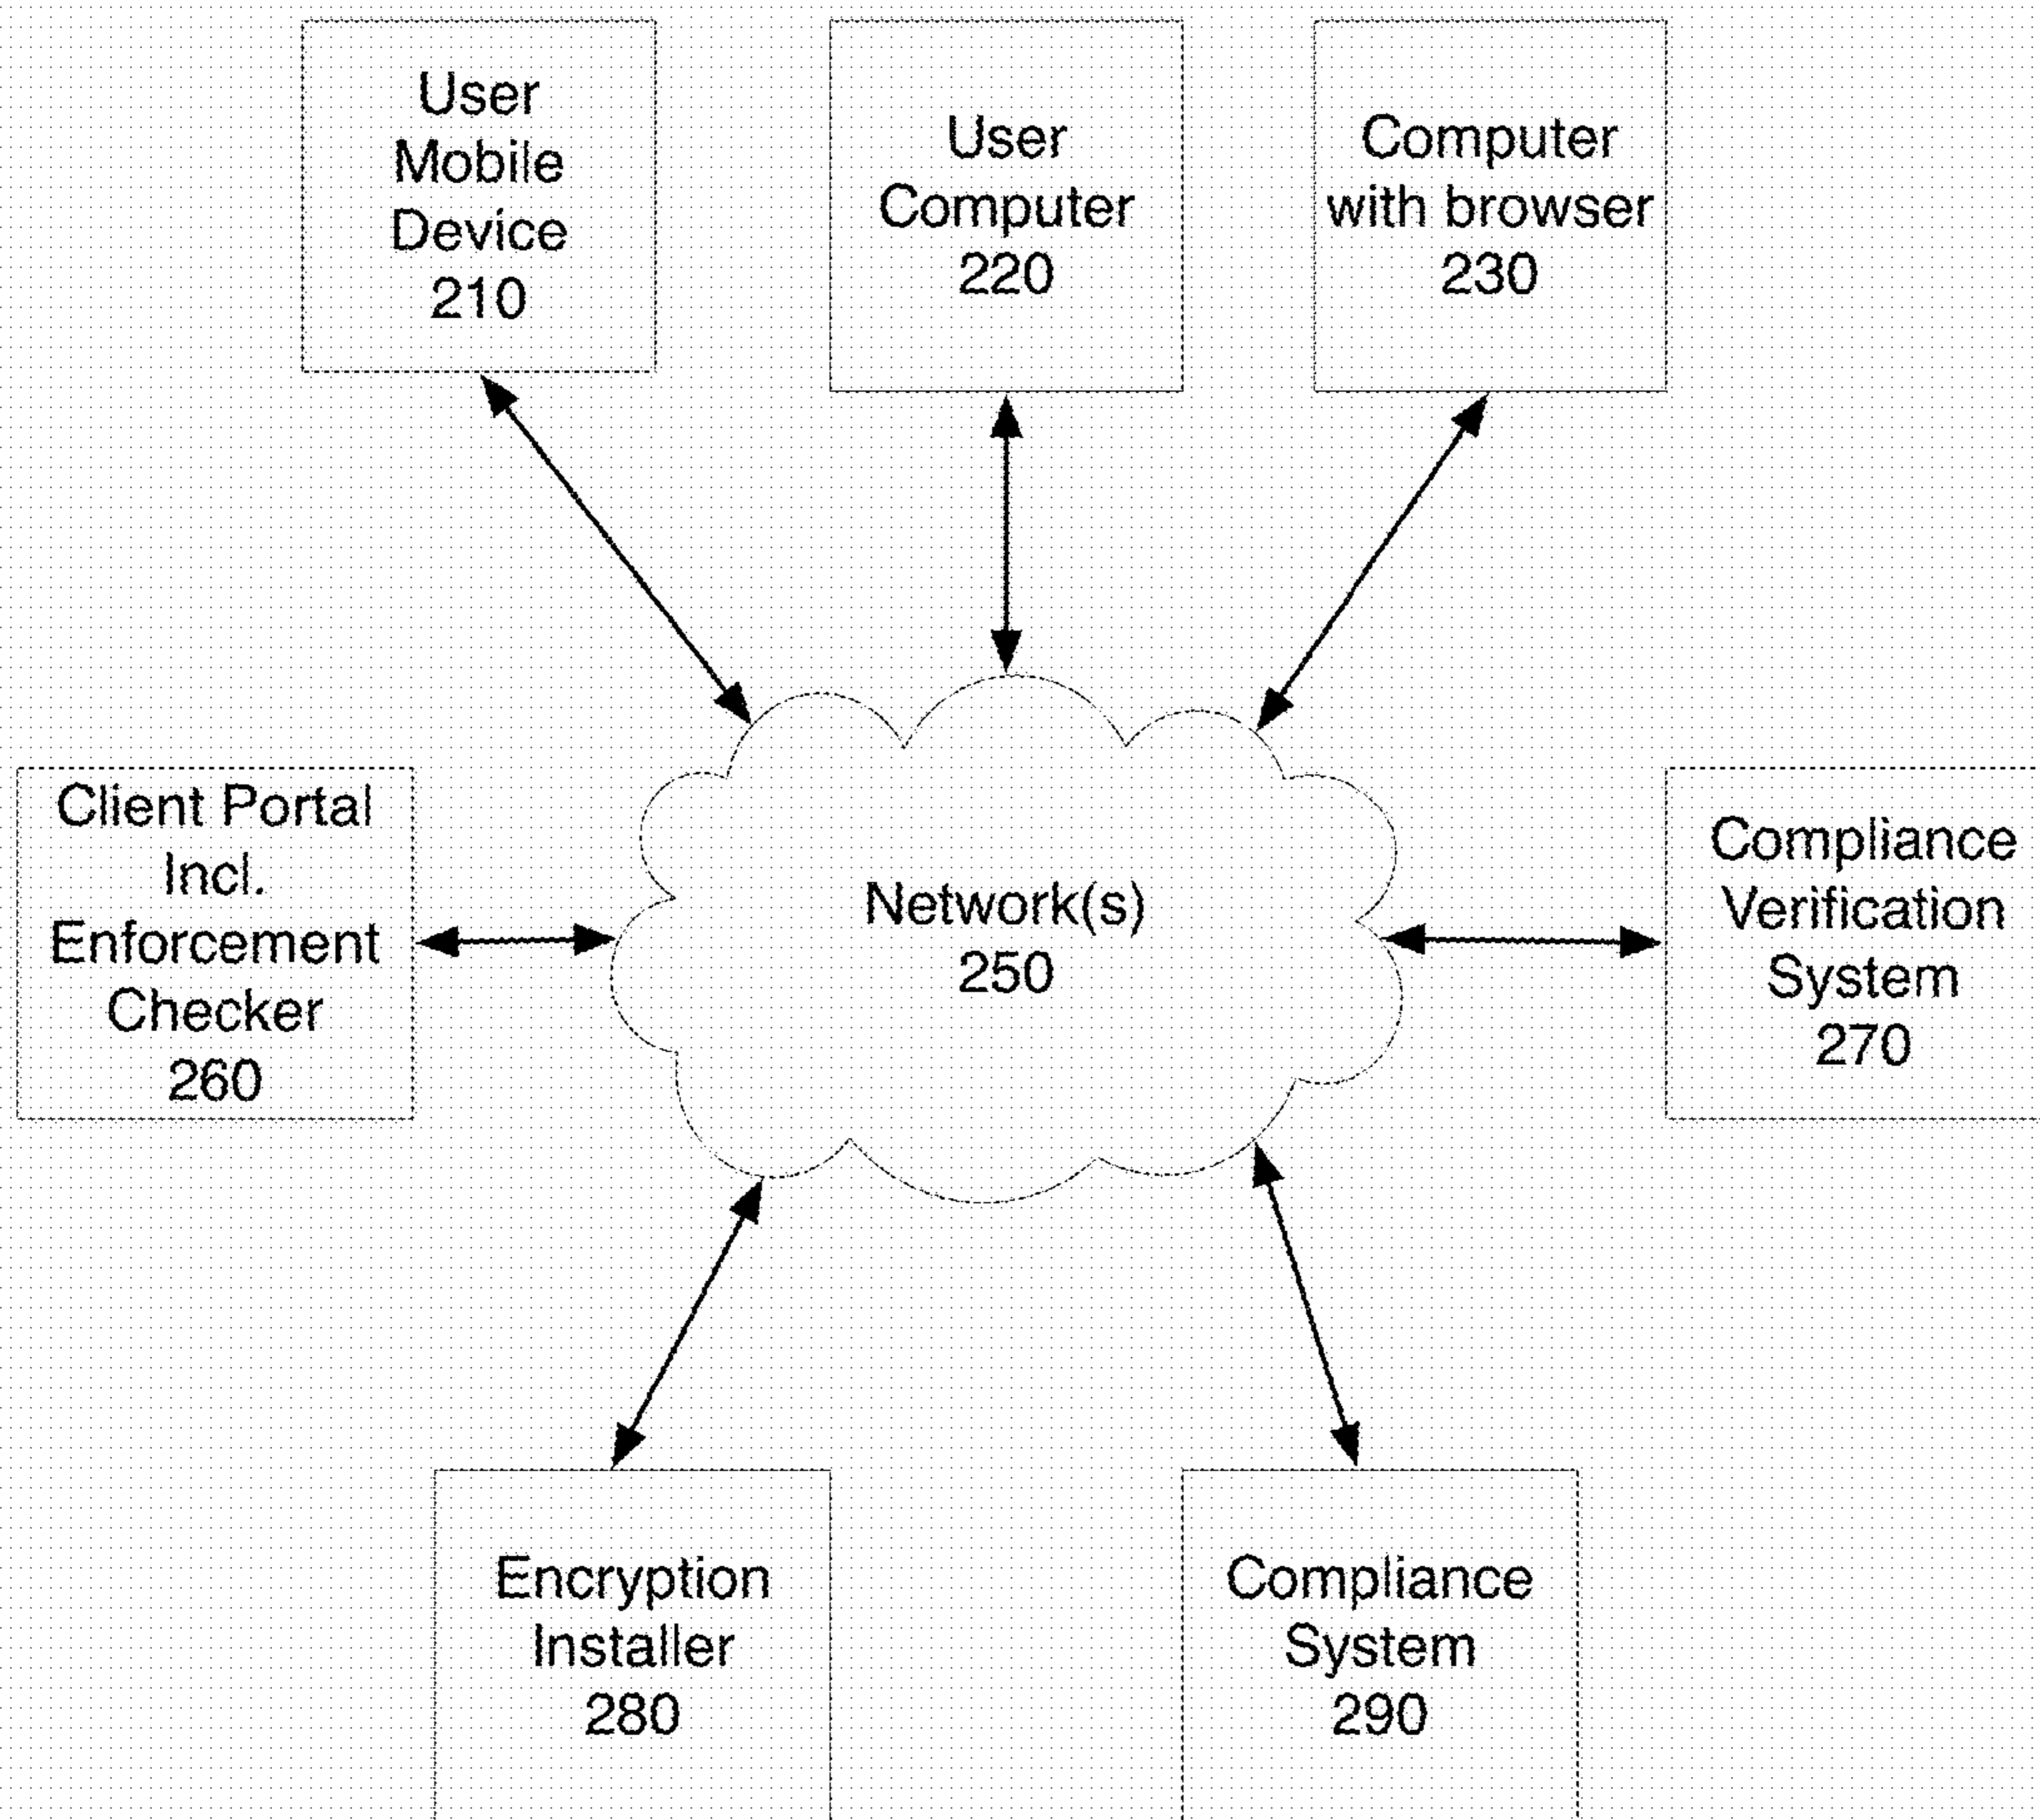 User
Mobile
Device
210
User
Computer
220
Computer
with browser
230
Client Portal
Incl.
Enforcement
Checker
260
Network(s)
250
Compliance
Verification
System
270
Encryption
Installer
280
Compliance
System
290